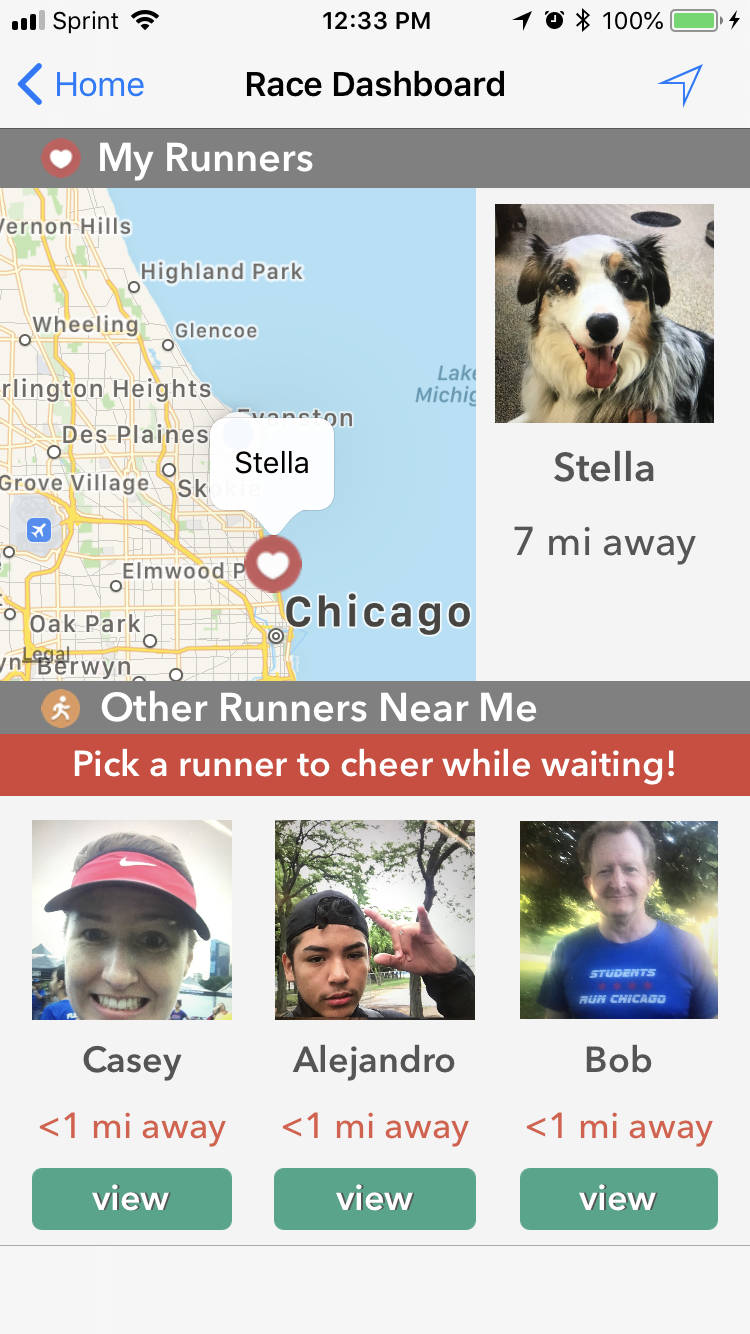 Sprint 12:33 PM 100%
Home Race Dashboard
My Runners
Vernon Hills
Highland Park
Wheeling
Glencoe
rlington Heights
Lake
Michig
Evanston
Des Plaines
Stella
Grove Village
Skokie
Elmwood P
Chicago
Oak Park
Legal
yn
Berwyn
Stella
7 mi away
Other Runners Near Me
Pick a runner to cheer while waiting!
STUDENTS
RUN CHICAGO
Casey Alejandro Bob
<1 mi away <1 mi away <1 mi away
view view view